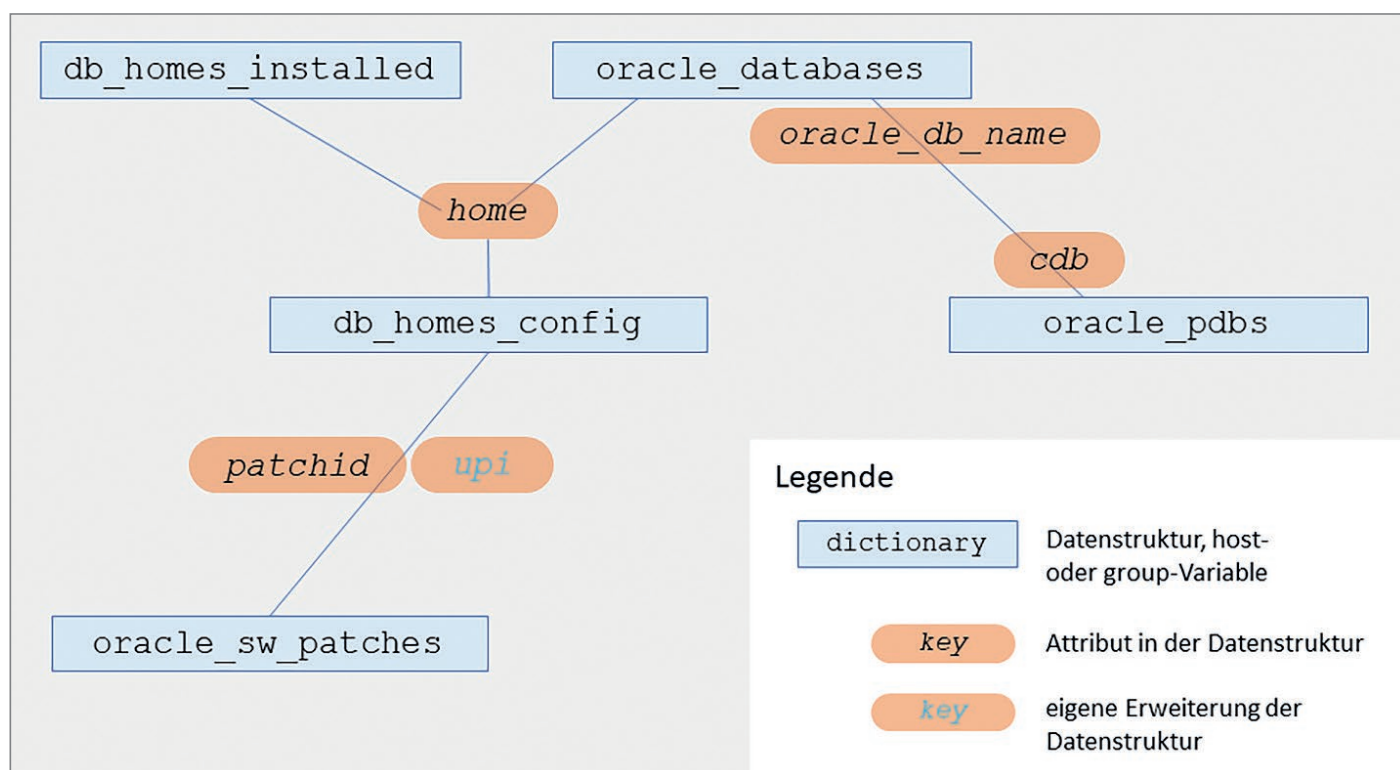 db_homes_installed
oracle_databases
oracle_db_name
home
cdb
db_homes_config
oracle_pdbs
patchid
upi
oracle_sw_patches
Legende
dictionary
Datenstruktur, host-
oder group-Variable
key
Attribut in der Datenstruktur
key
eigene Erweiterung der
Datenstruktur